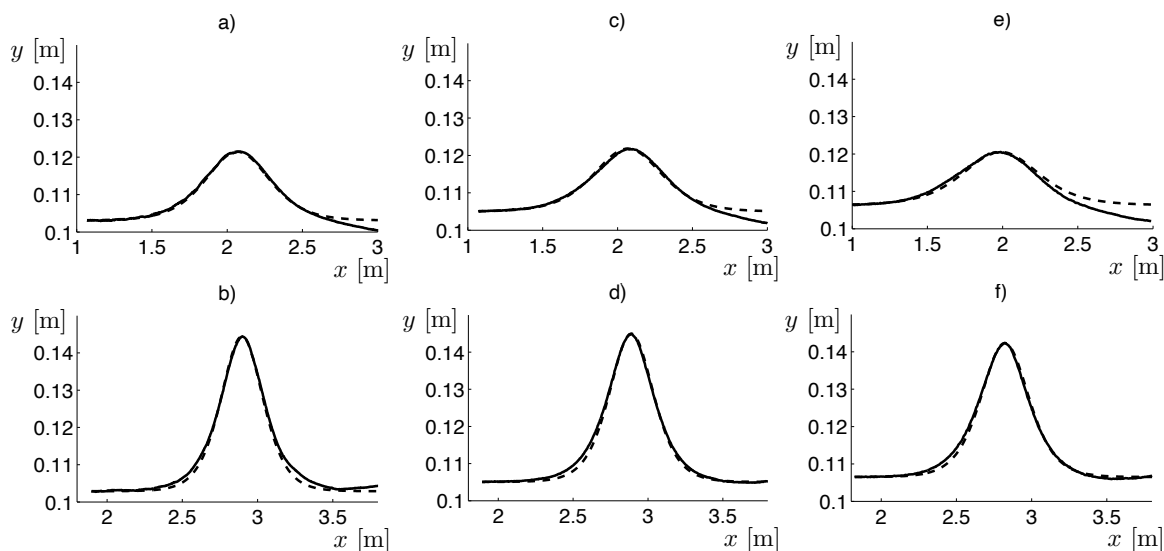 a) c) e)
y [m] y [m] y [m]
0.14 0.14 0.14
0.13 0.13 0.13
0.12 0.12 0.12
0.11 0.11 0.11
0.1 0.1 0.1
1 1.5 2 2.5 3 1 1.5 2 2.5 3 1 1.5 2 2.5 3
x [m] x [m] x [m]
b) d) f)
y [m] y [m] y [m]
0.14 0.14 0.14
0.13 0.13 0.13
0.12 0.12 0.12
0.11 0.11 0.11
0.1 0.1 0.1
2 2.5 3 3.5 2 2.5 3 3.5 2 2.5 3 3.5
x [m] x [m] x [m]